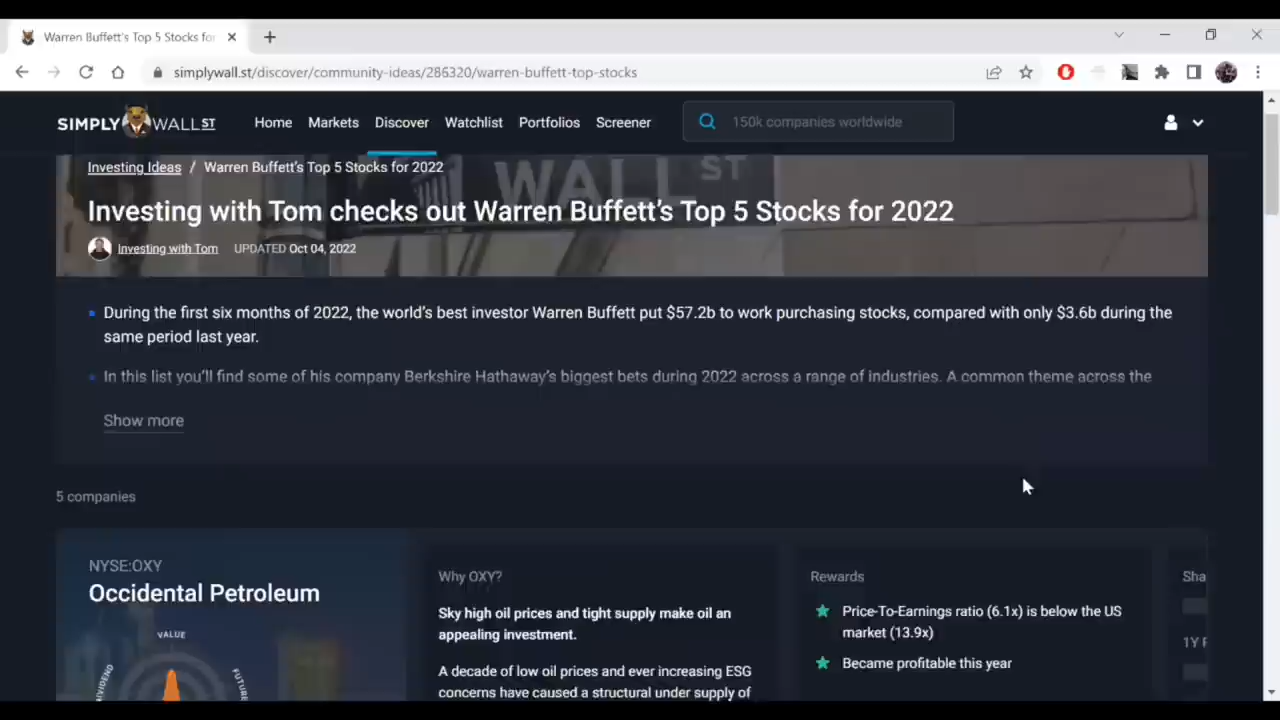 Warren Buffett's Top 5 Stocks for
simplywall.st/discover/community-ideas/286320/warren-buffett-top-stocks
SIMPLY WALL ST
Home Markets Discover Watchlist Portfolios Screener
150k companies worldwide
WALL ST
Investing Ideas / Warren Buffett's Top 5 Stocks for 2022
Investing with Tom checks out Warren Buffett's Top 5 Stocks for 2022
Investing with Tom UPDATED Oct 04, 2022
During the first six months of 2022, the world's best investor Warren Buffett put $57.2b to work purchasing stocks, compared with only $3.6b during the
same period last year.
In this list you'll find some of his company Berkshire Hathaway's biggest bets during 2022 across a range of industries. A common theme across the
Show more
5 companies
NYSE:OXY
Occidental Petroleum
VALUE
FUTURE
Why OXY?
Sky high oil prices and tight supply make oil an
appealing investment.
A decade of low oil prices and ever increasing ESG
concerns have caused a structural under supply of
Rewards
Price-To-Earnings ratio (6.1x) is below the US
market (13.9x)
Became profitable this year
Sha
1Y